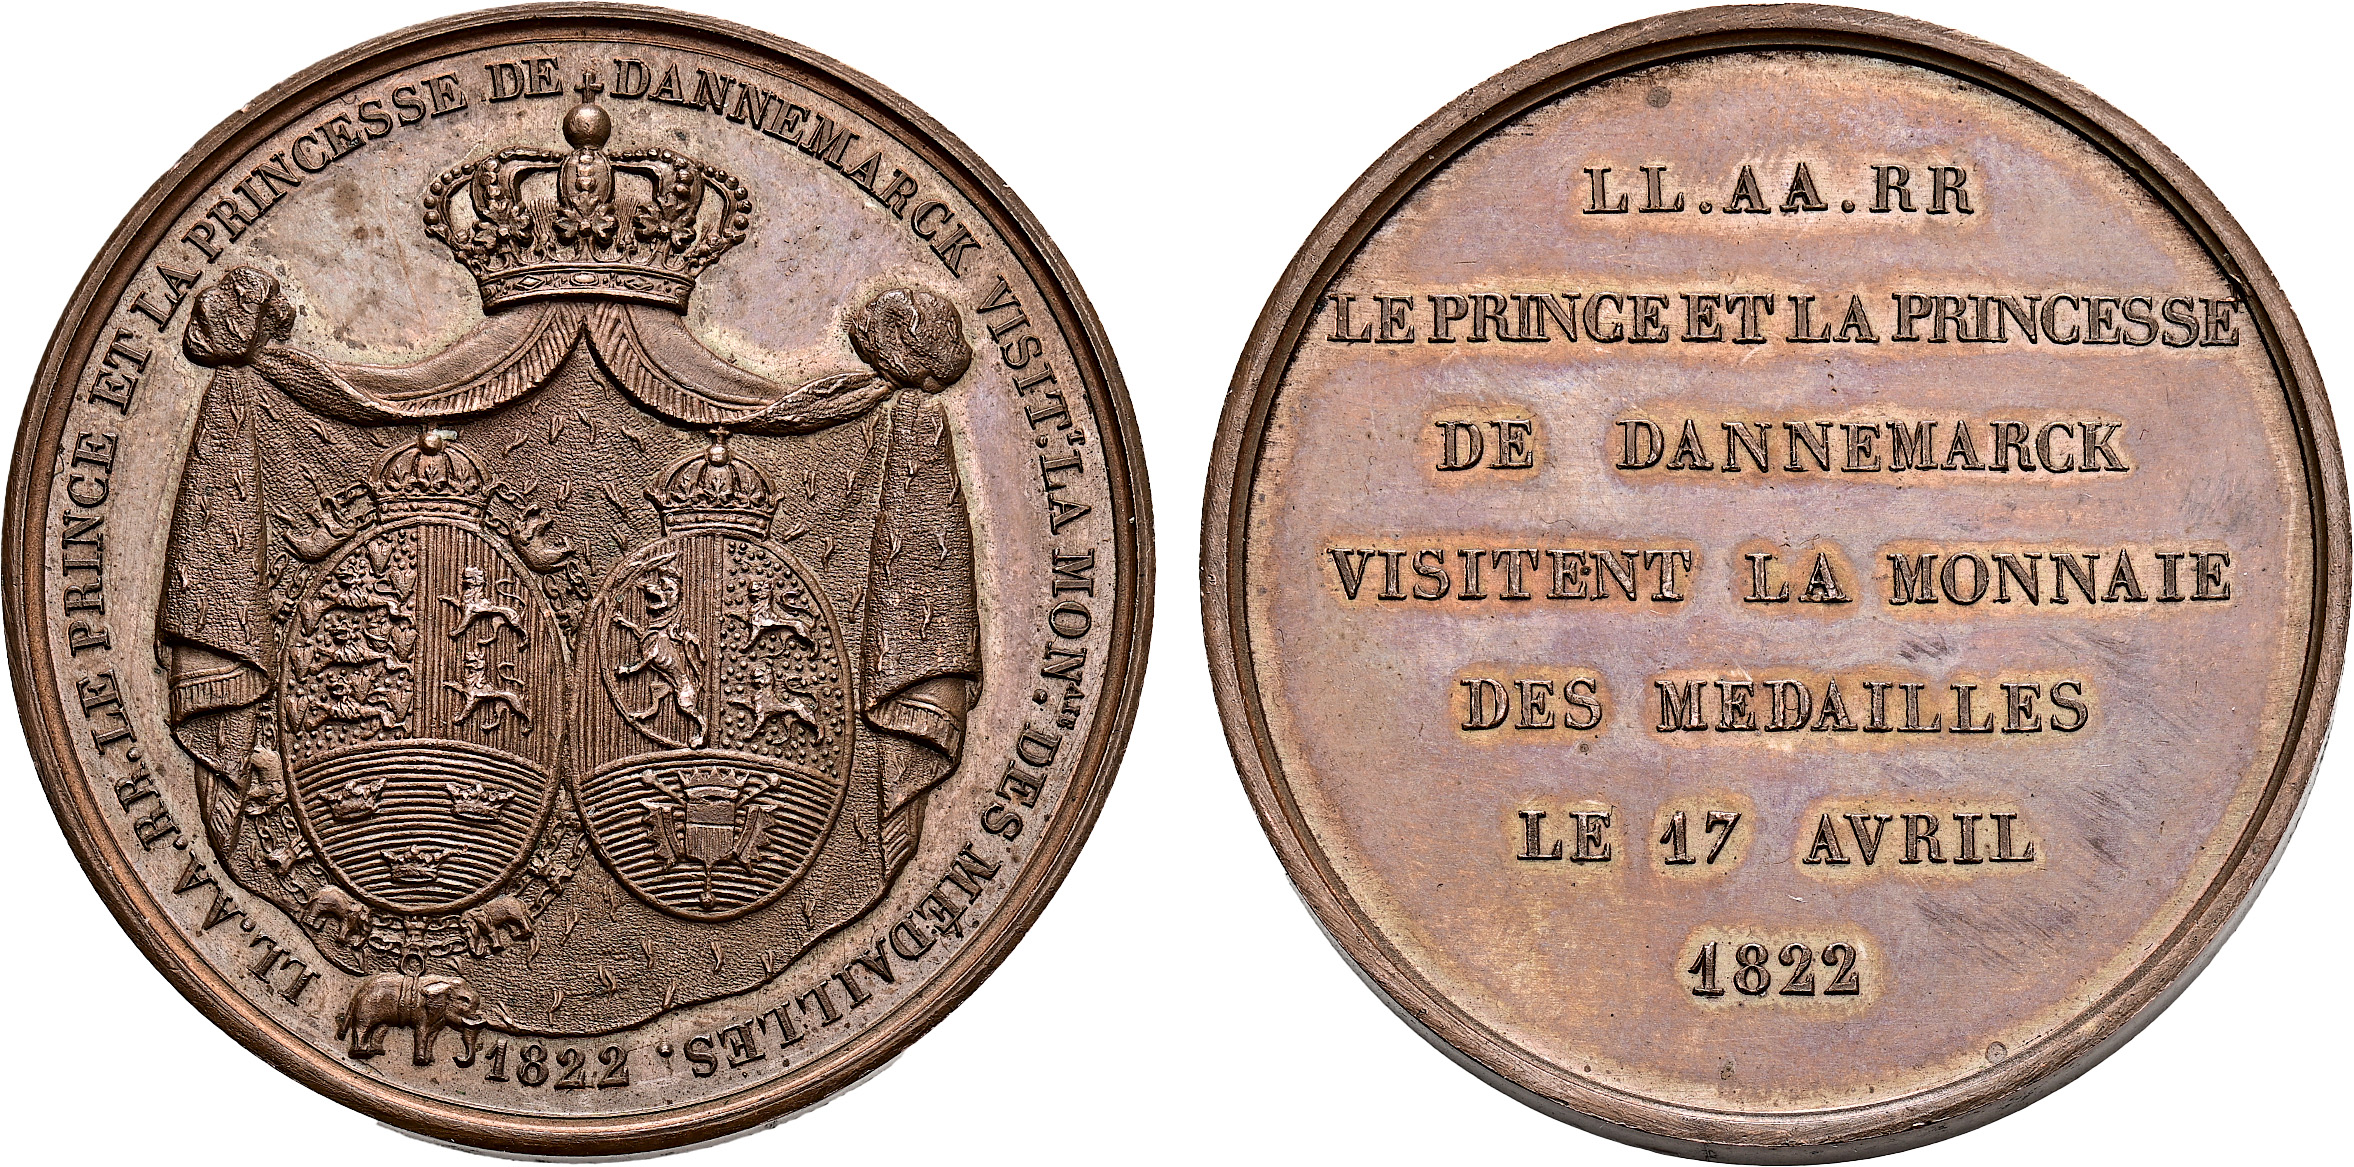 LL.AA.RR.LE PRINCE ET LA PRINCESSE DE DANNEMARCK VISIT.T LA MON.AIE DES MÉDAILLES.
1822
LL.AA.RR
LE PRINCE ET LA PRINCESSE
DE DANNEMARCK
VISITENT LA MONNAIE
DES MEDAILLES
LE 17 AVRIL
1822